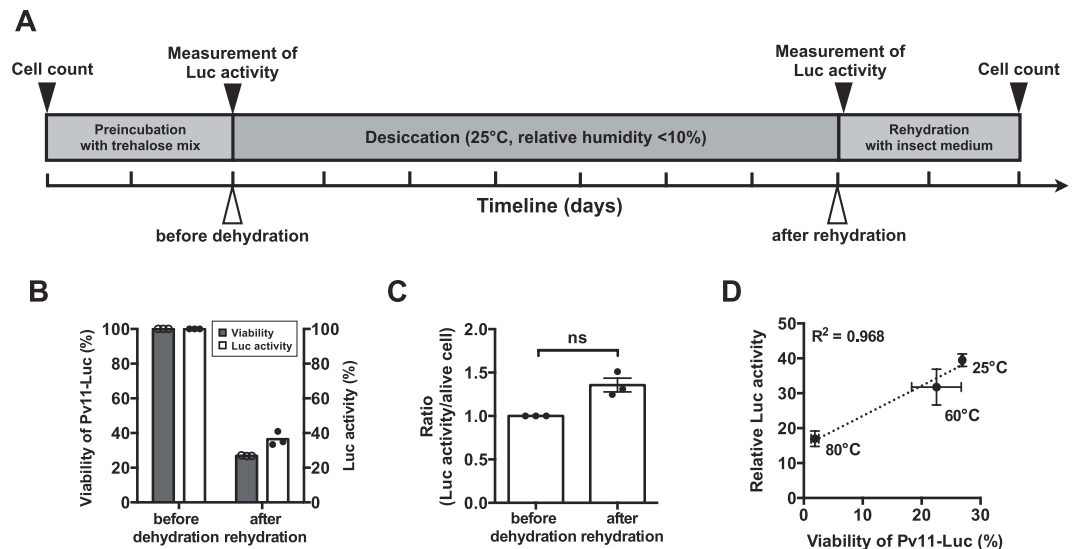 A
Cell count
Measurement of
Luc activity
Measurement of
Luc activity
Cell count
Preincubation
with trehalose mix
Desiccation (25°C, relative humidity <10%)
Rehydration
with insect medium
Timeline (days)
before dehydration
after rehydration
B
Viability of Pv11-Luc (%)
100
80
60
40
20
0
Viability
Luc activity
100
80
60
40
20
0
Luc activity (%)
before
dehydration
after
rehydration
C
Ratio
(Luc activity/alive cell)
2.0
1.5
1.0
0.5
0.0
ns
before
dehydration
after
rehydration
D
Relative Luc activity
50
40
30
20
10
0
R² = 0.968
25°C
60°C
80°C
0
10
20
30
Viability of Pv11-Luc (%)